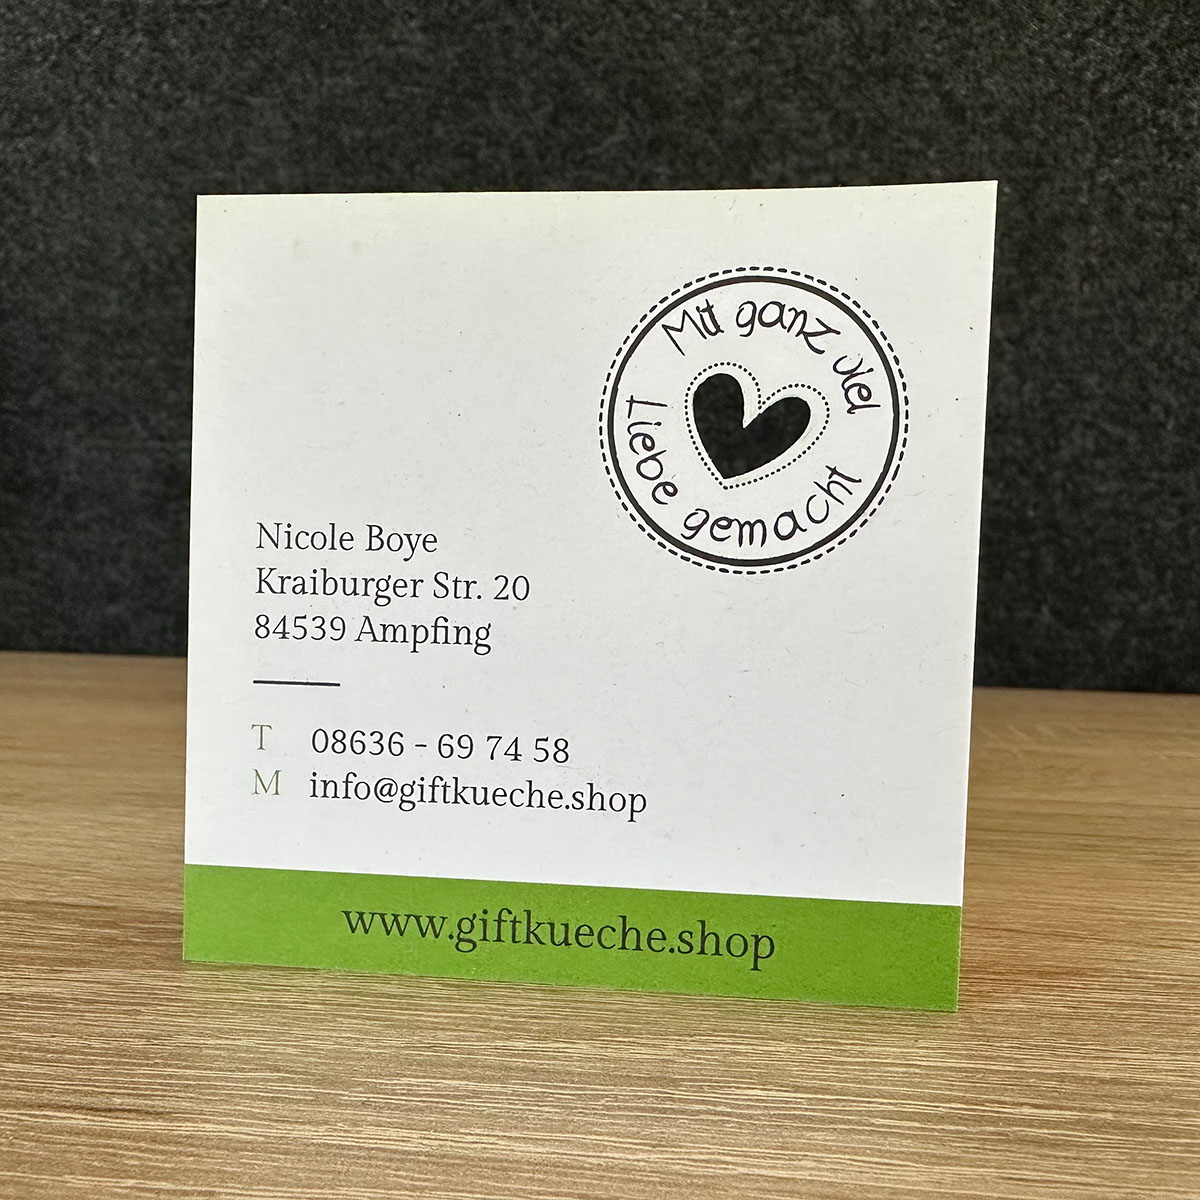 Mit ganz viel
Liebe gemacht
Nicole Boye
Kraiburger Str. 20
84539 Ampfing
T 08636 - 69 74 58
M info@giftkueche.shop
www.giftkueche.shop